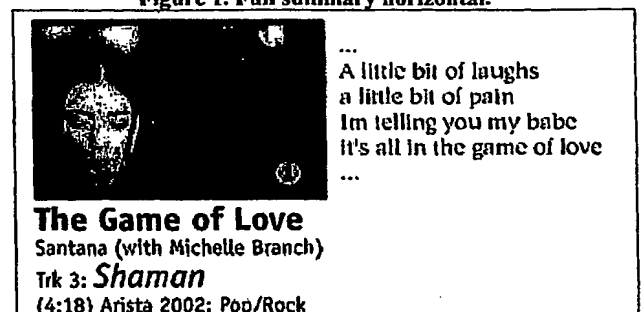 Figure 1. Full summary horizontal.
...
A little bit of laughs
a little bit of pain
Im telling you my babe
It's all in the game of love
...
The Game of Love
Santana (with Michelle Branch)
Trk 3: Shaman
(4:18) Arista 2002: Pop/Rock